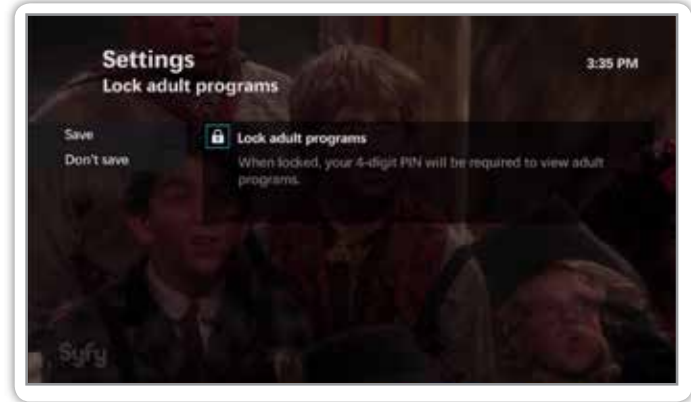 Settings
3:35 PM
Lock adult programs
Save
Lock adult programs
Don't save
When locked, your 4-digit PIN will be required to view adult
programs.
Syfy